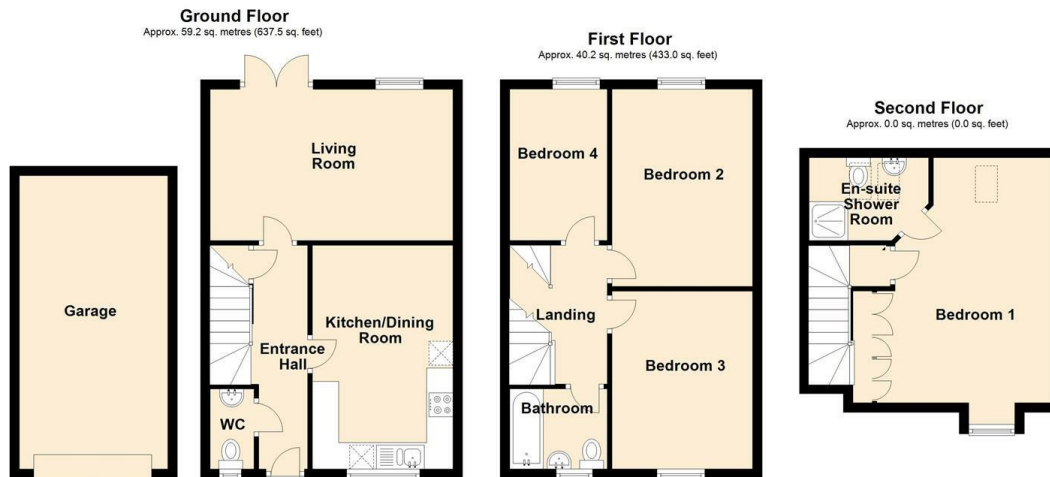 Ground Floor
Approx. 59.2 sq. metres (637.5 sq. feet)
Living
Room
Garage
Kitchen/Dining
Room
Entrance
Hall
WC
First Floor
Approx. 40.2 sq. metres (433.0 sq. feet)
Bedroom 4
Bedroom 2
Landing
Bedroom 3
Bathroom
Second Floor
Approx. 0.0 sq. metres (0.0 sq. feet)
En-suite
Shower
Room
Bedroom 1